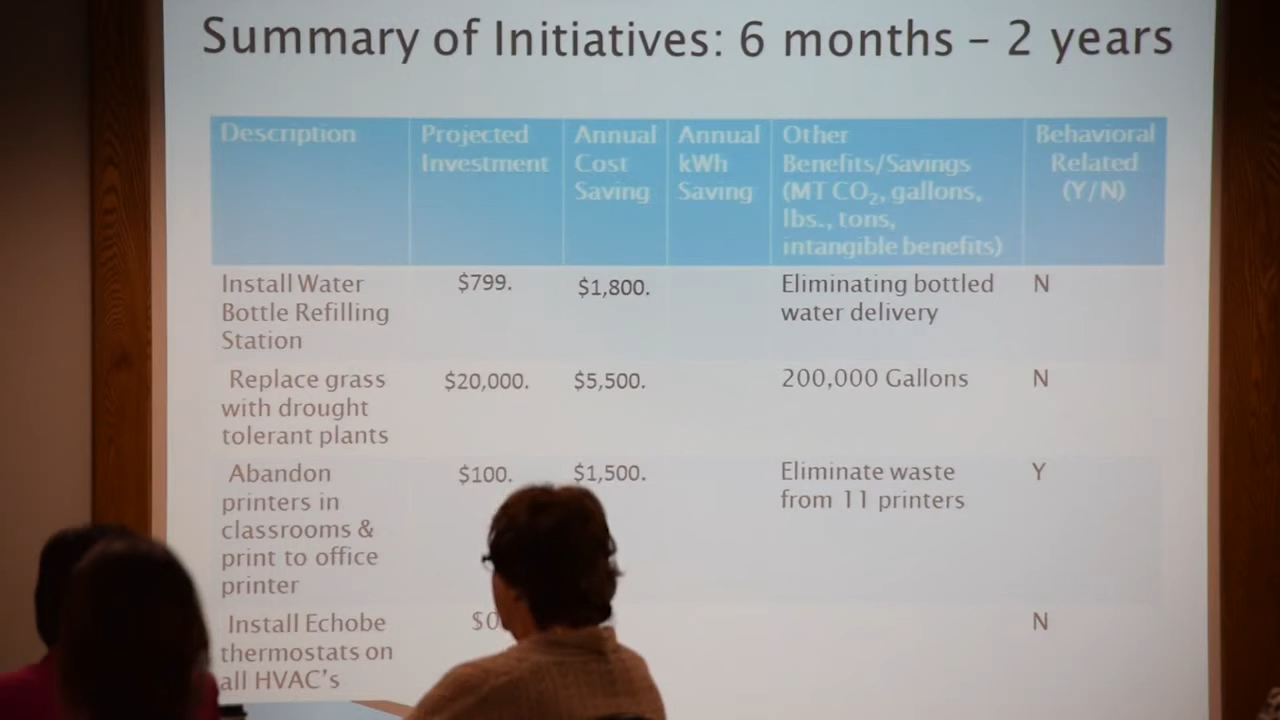 Summary of Initiatives: 6 months – 2 years
Description
Projected
Investment
Annual
Cost
Saving
Annual
kWh
Saving
Other
Benefits/Savings
(MT CO₂, gallons,
lbs., tons,
intangible benefits)
Behavioral
Related
(Y/N)
Install Water
Bottle Refilling
Station
$799.
$1,800.
Eliminating bottled
water delivery
N
Replace grass
with drought
tolerant plants
$20,000.
$5,500.
200,000 Gallons
N
Abandon
printers in
classrooms &
print to office
printer
$100.
$1,500.
Eliminate waste
from 11 printers
Y
Install Echobe
thermostats on
all HVAC's
$0
N